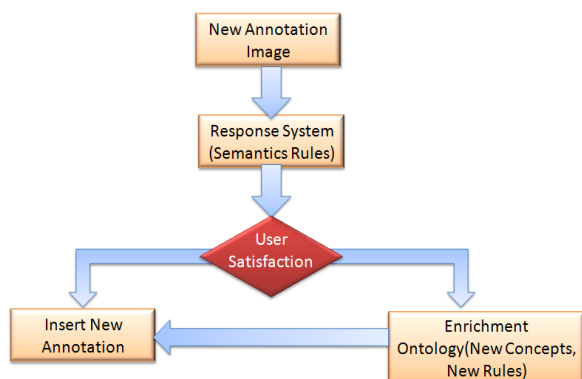 New Annotation
Image
Response System
(Semantics Rules)
User
Satisfaction
Insert New
Annotation
Enrichment
Ontology(New Concepts,
New Rules)